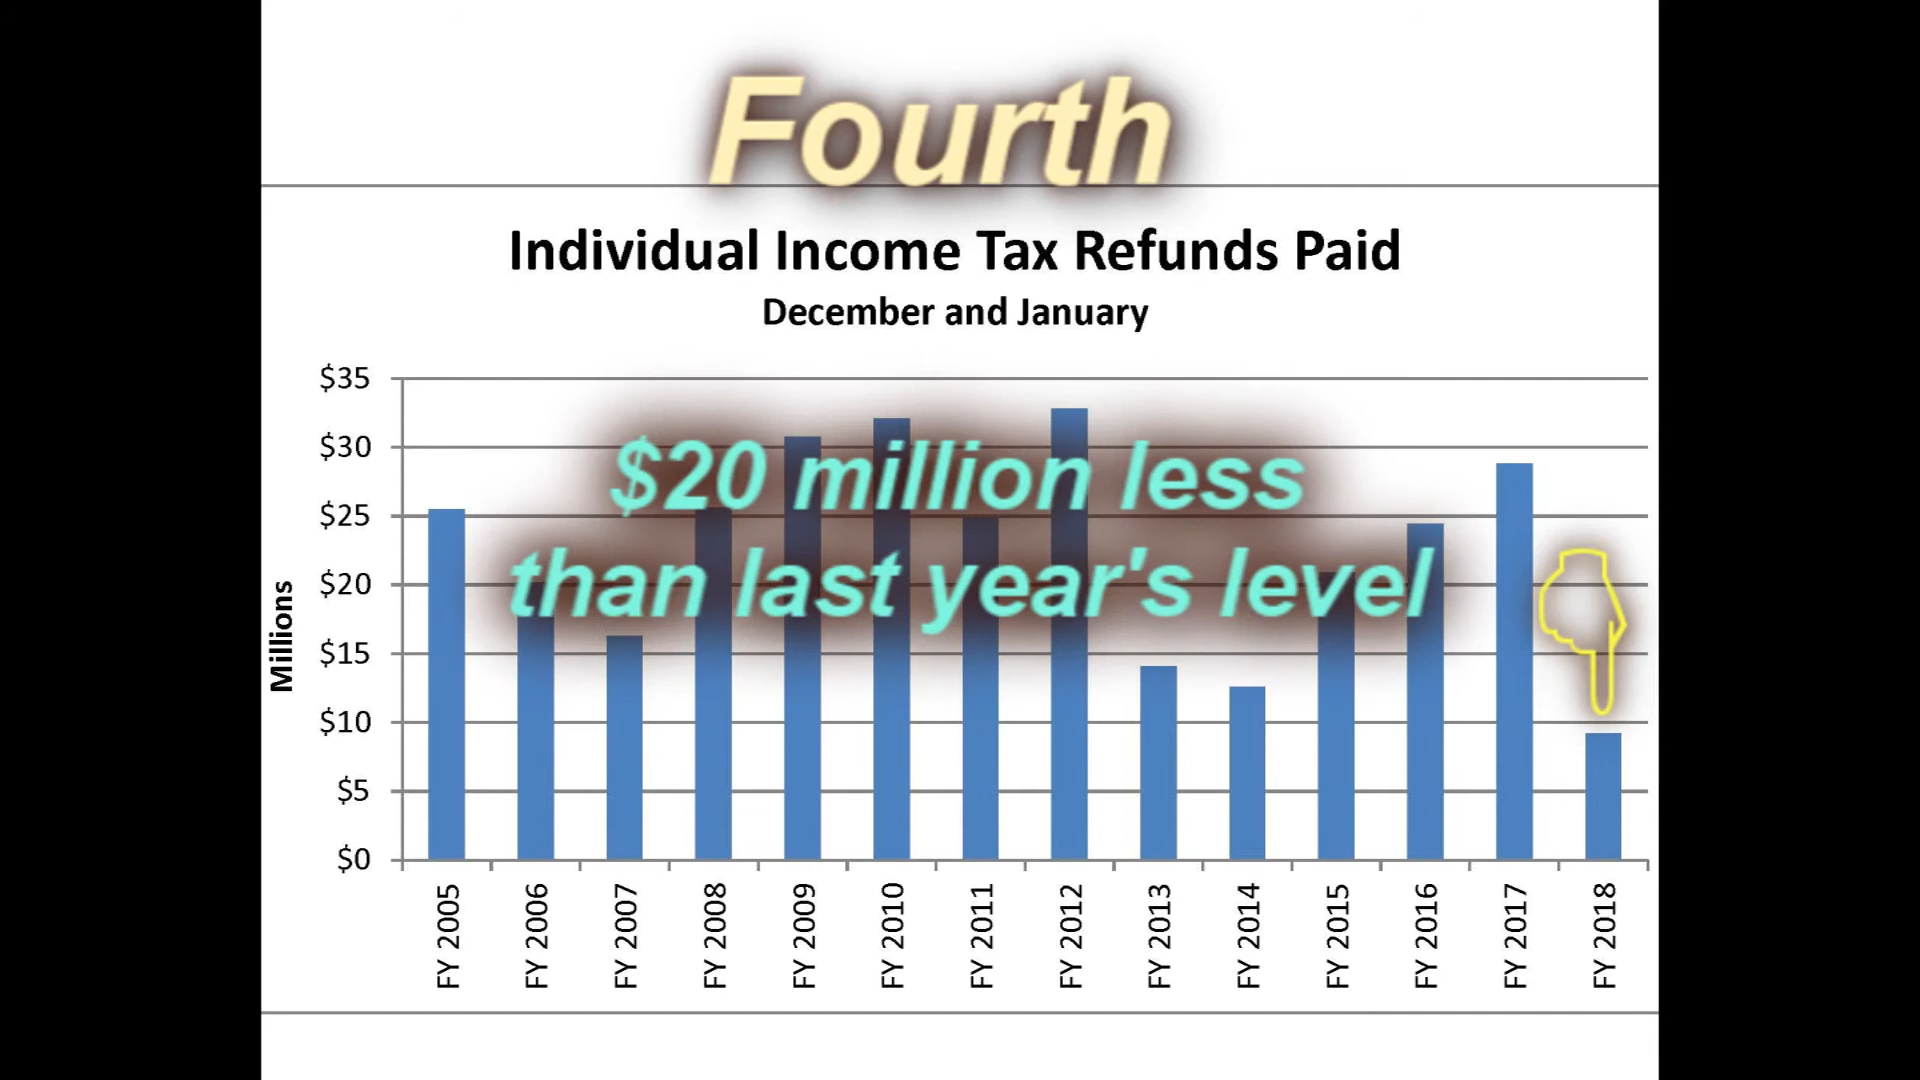 Fourth
Individual Income Tax Refunds Paid
December and January
$35
$30
$25
$20
$15
$10
$5
$0
Millions
$20 million less
than last year's level
FY 2005
FY 2006
FY 2007
FY 2008
FY 2009
FY 2010
FY 2011
FY 2012
FY 2013
FY 2014
FY 2015
FY 2016
FY 2017
FY 2018